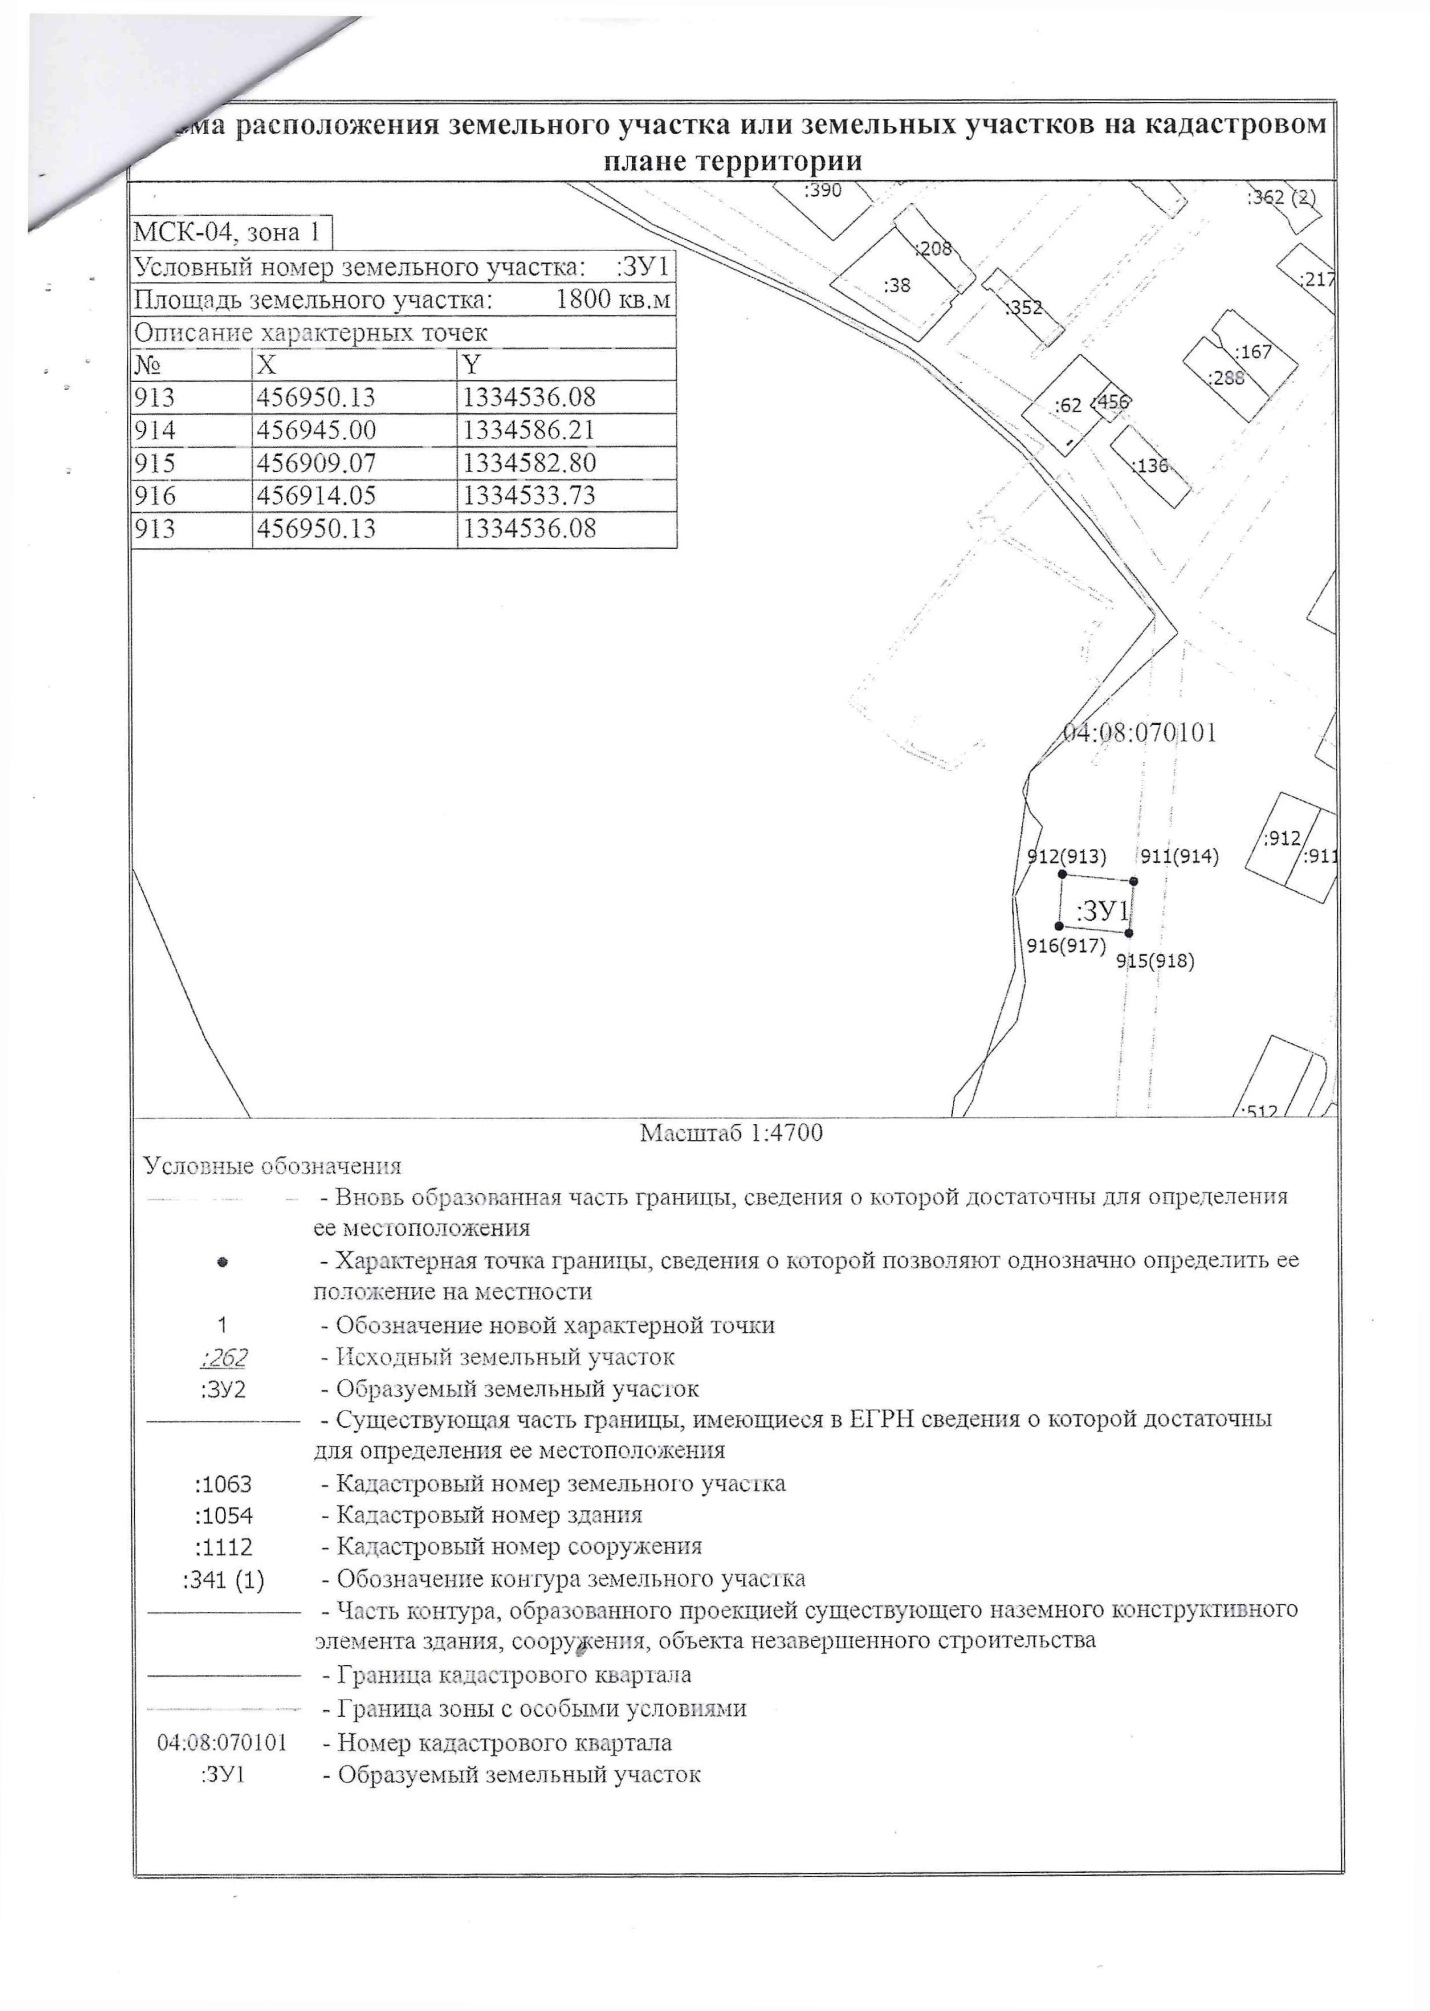 расположения земельного участка или земельных участков на кадастровом
плане территории
МСК-04, зона 1
Условный номер земельного участка: :ЗУ1
Площадь земельного участка: 1800 кв.м
Описание характерных точек
№ X Y
913 456950.13 1334536.08
914 456945.00 1334586.21
915 456909.07 1334582.80
916 456914.05 1334533.73
913 456950.13 1334536.08
:390
:362 (2)
:208
:38
:217
:352
:167
:288
:62
:456
:136
04:08:070101
:912
:911
912(913)
911(914)
:ЗУ1
916(917)
915(918)
:512
Масштаб 1:4700
Условные обозначения
- Вновь образованная часть границы, сведения о которой достаточны для определения
ее местоположения
- Характерная точка границы, сведения о которой позволяют однозначно определить ее
положение на местности
1 - Обозначение новой характерной точки
:262 - Исходный земельный участок
:ЗУ2 - Образуемый земельный участок
- Существующая часть границы, имеющиеся в ЕГРН сведения о которой достаточны
для определения ее местоположения
:1063 - Кадастровый номер земельного участка
:1054 - Кадастровый номер здания
:1112 - Кадастровый номер сооружения
:341 (1) - Обозначение контура земельного участка
- Часть контура, образованного проекцией существующего наземного конструктивного
элемента здания, сооружения, объекта незавершенного строительства
- Граница кадастрового квартала
- Граница зоны с особыми условиями
04:08:070101 - Номер кадастрового квартала
:ЗУ1 - Образуемый земельный участок